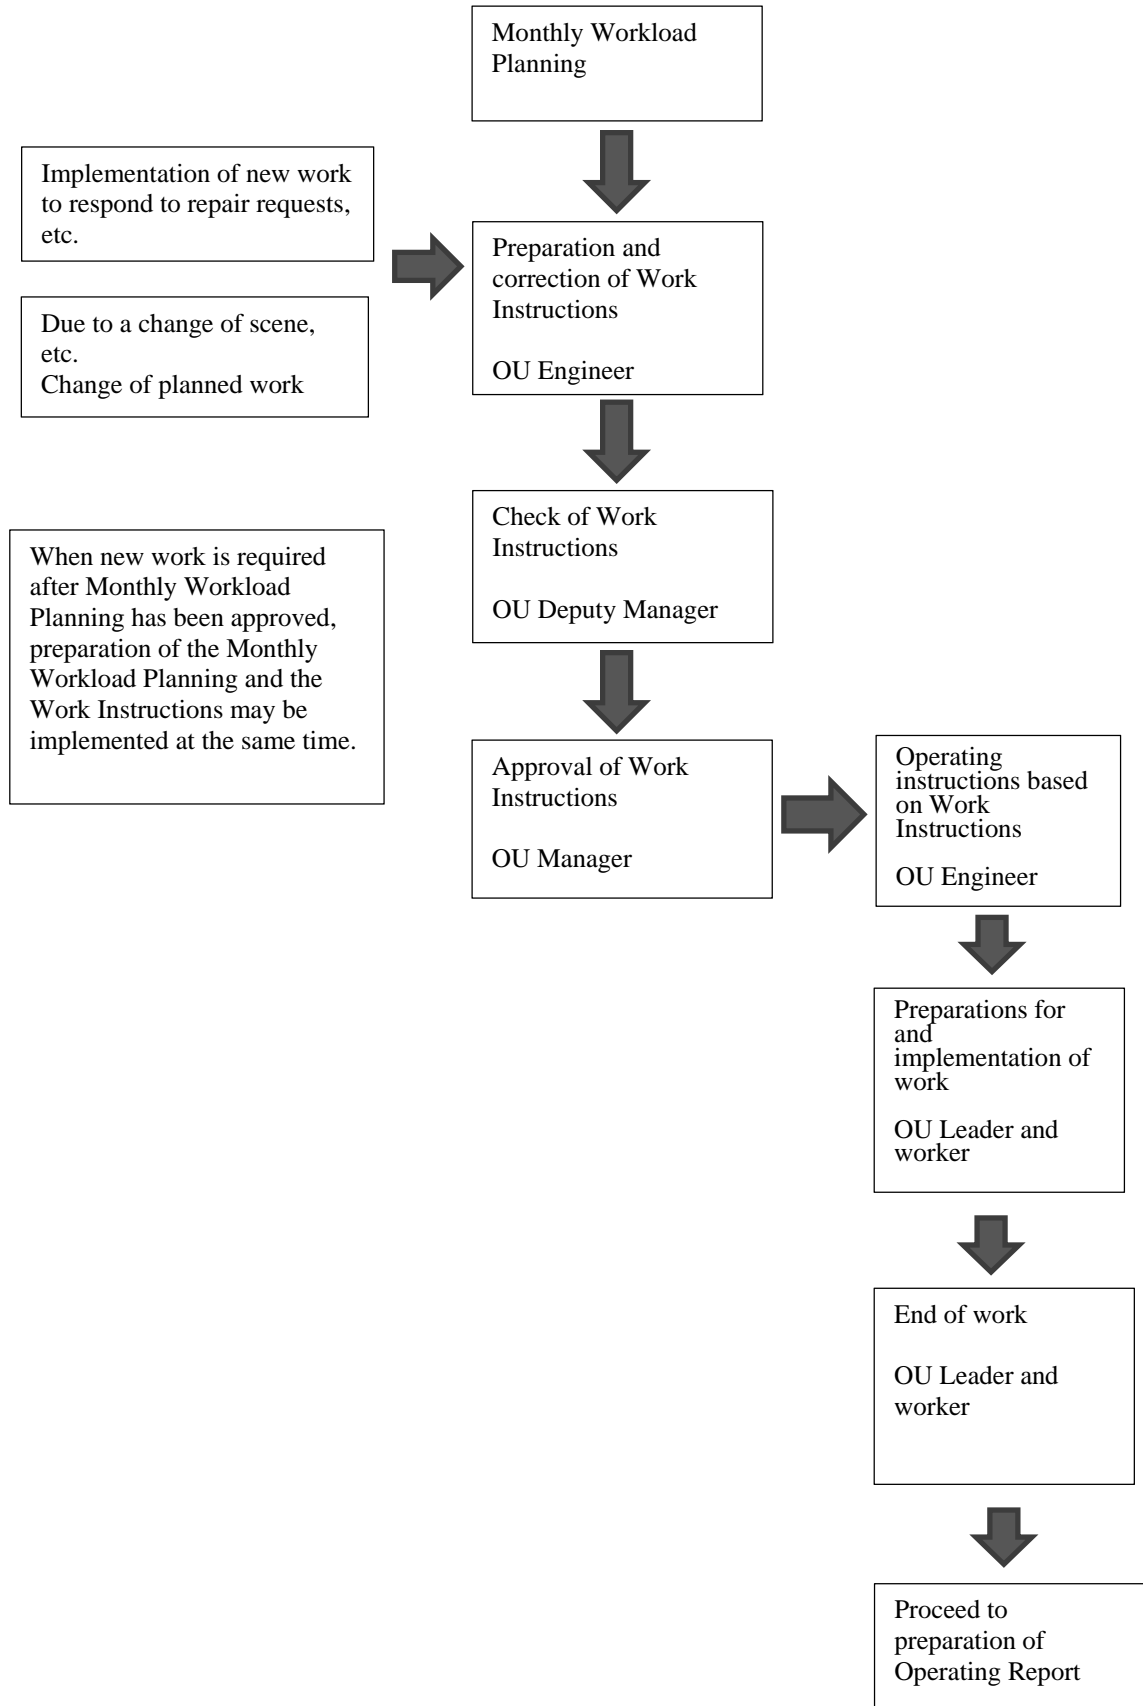 Monthly Workload
Planning
Implementation of new work
to respond to repair requests,
etc.
Due to a change of scene,
etc.
Change of planned work
Preparation and
correction of Work
Instructions
OU Engineer
Check of Work
Instructions
OU Deputy Manager
When new work is required
after Monthly Workload
Planning has been approved,
preparation of the Monthly
Workload Planning and the
Work Instructions may be
implemented at the same time.
Approval of Work
Instructions
OU Manager
Operating
instructions based
on Work
Instructions
OU Engineer
Preparations for
and
implementation of
work
OU Leader and
worker
End of work
OU Leader and
worker
Proceed to
preparation of
Operating Report